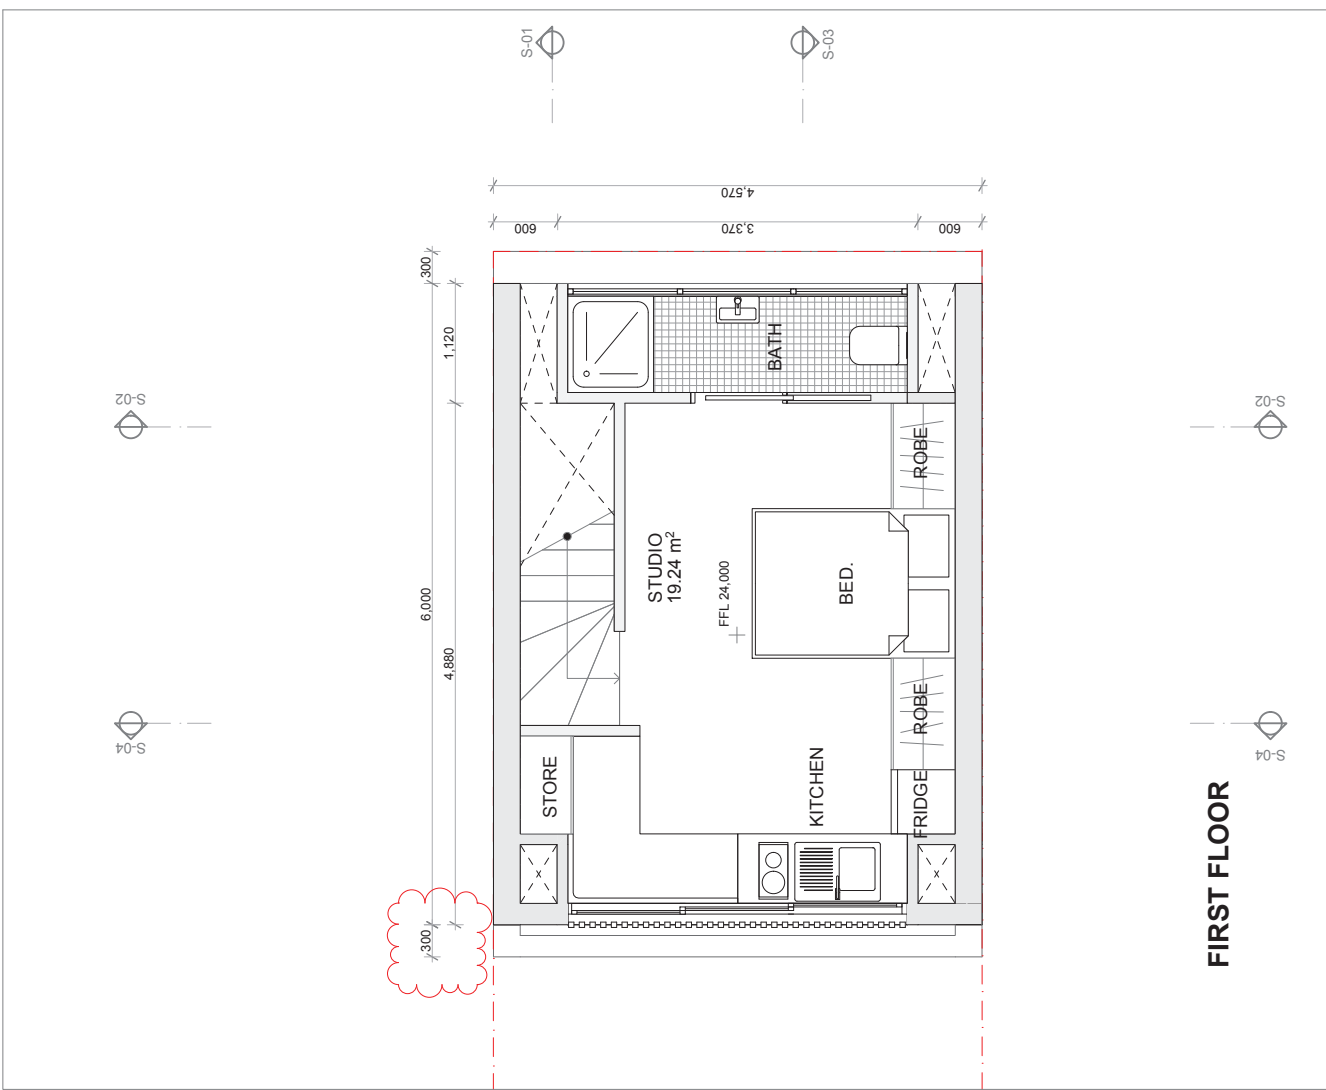 S-01
S-03
4,570
600
3,370
600
300
1,120
6,000
4,880
300
S-02
S-02
S-04
S-04
BATH
ROBE
STUDIO
19.24 m²
FFL 24,000
BED.
ROBE
STORE
KITCHEN
FRIDGE
FIRST FLOOR